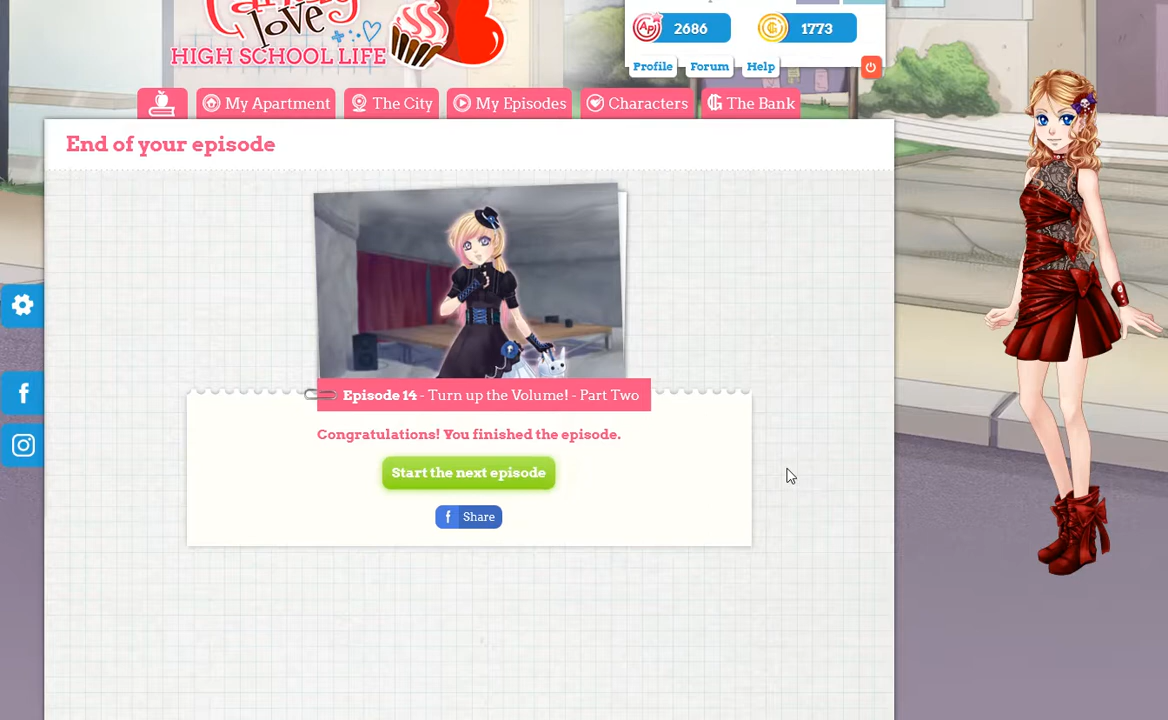 love
HIGH SCHOOL LIFE
AP 2686
1773
Profile
Forum
Help
My Apartment
The City
My Episodes
Characters
The Bank
End of your episode
Episode 14 - Turn up the Volume! - Part Two
Congratulations! You finished the episode.
Start the next episode
f Share
f